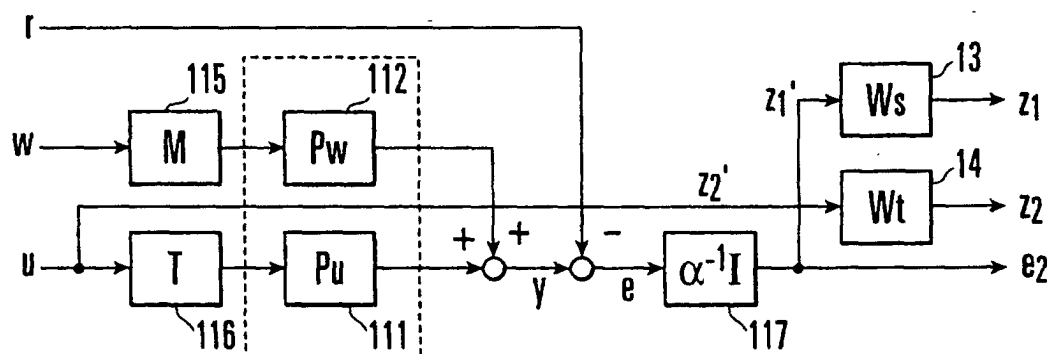 r
115
112
13
w
M
Pw
z₁'
Ws
z₁
z₂'
14
Wt
z₂
u
T
Pu
+
+
y
−
e
α⁻¹I
e₂
116
111
117